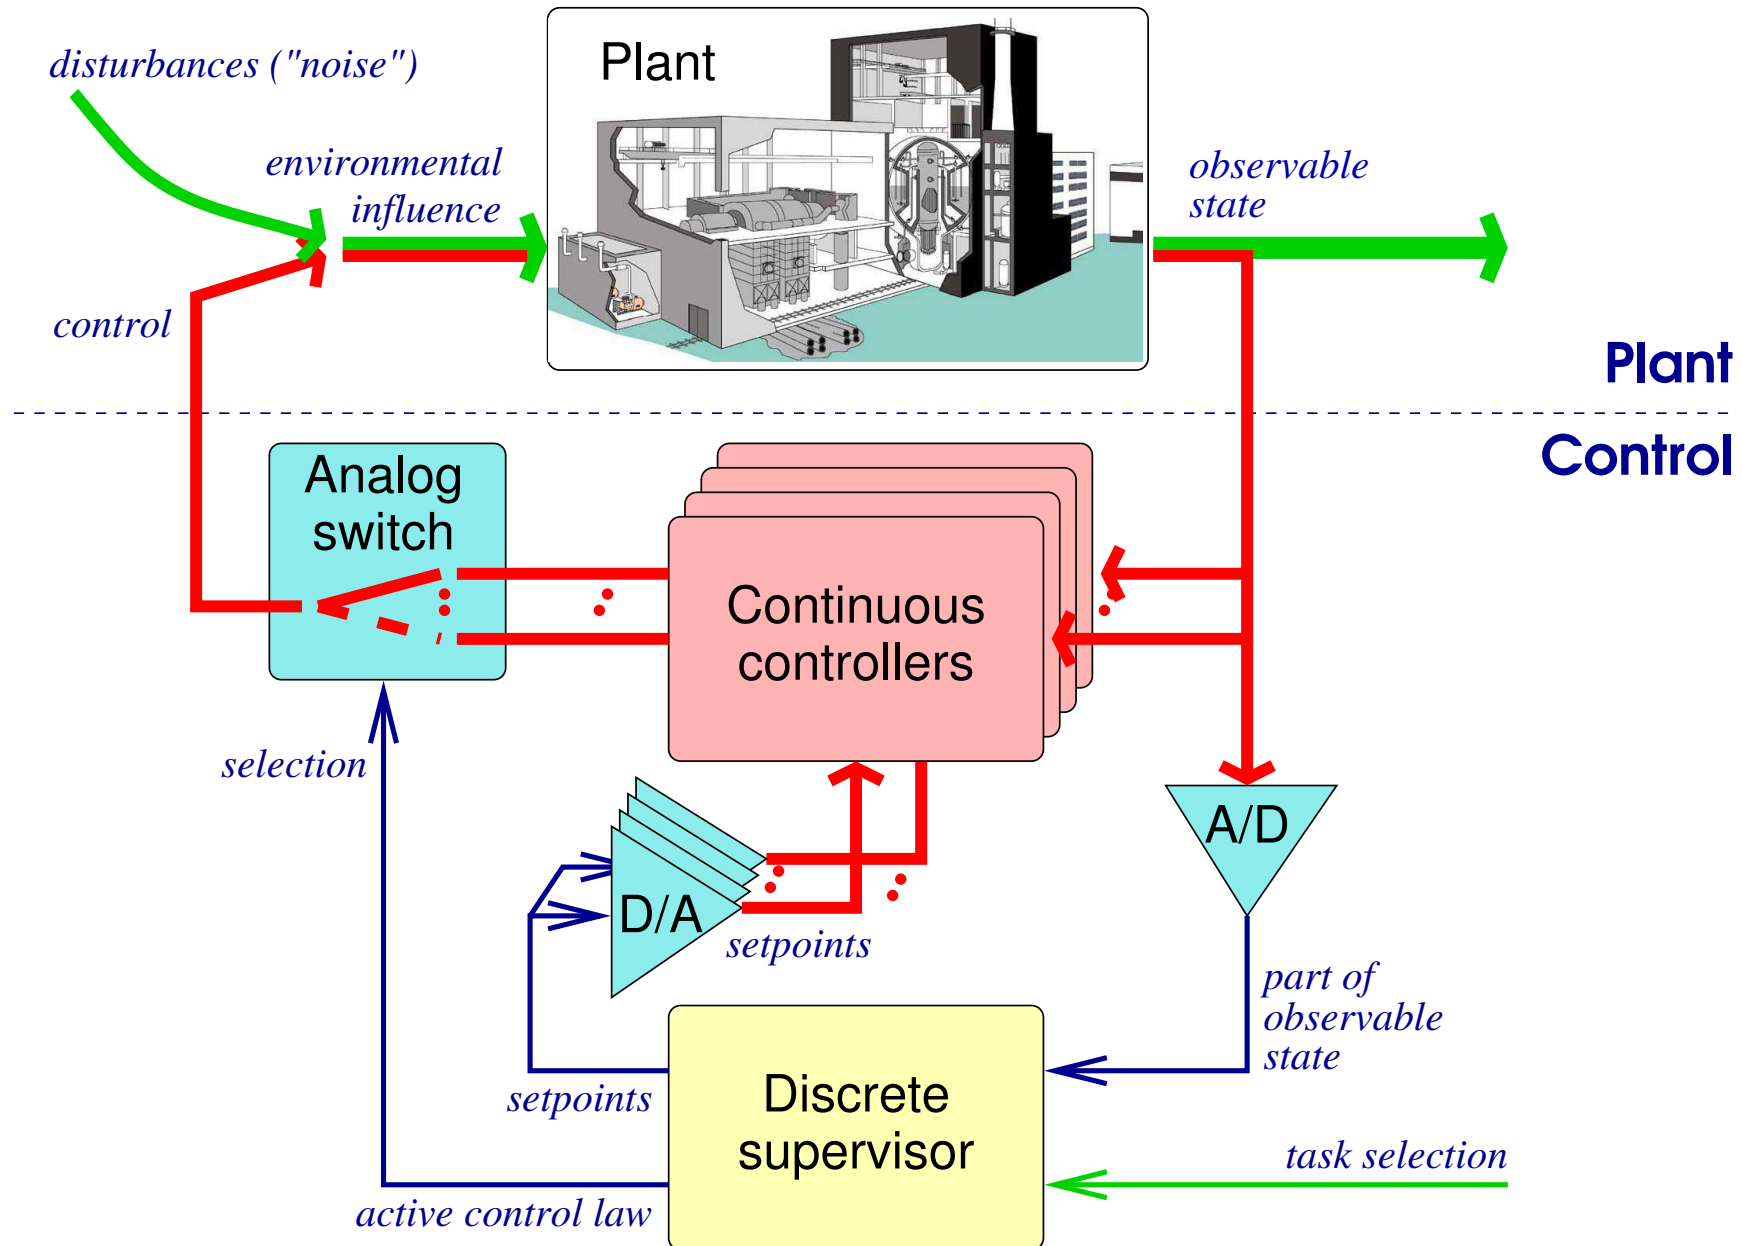 disturbances ("noise")
Plant
environmental
influence
observable
state
control
Plant
Control
Analog
switch
Continuous
controllers
selection
A/D
D/A
setpoints
part of
observable
state
setpoints
Discrete
supervisor
task selection
active control law